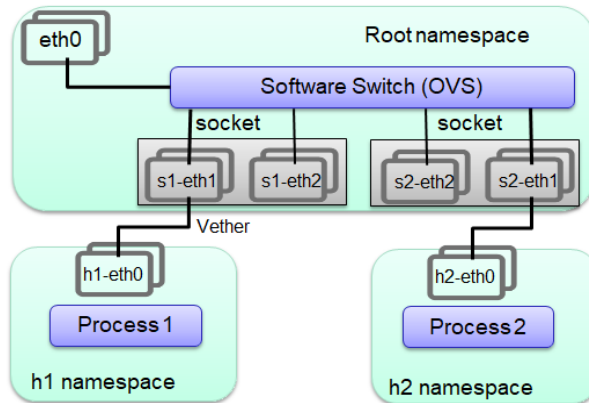 eth0
Root namespace
Software Switch (OVS)
socket
socket
s1-eth1
s1-eth2
s2-eth2
s2-eth1
Vether
h1-eth0
h2-eth0
Process 1
Process 2
h1 namespace
h2 namespace